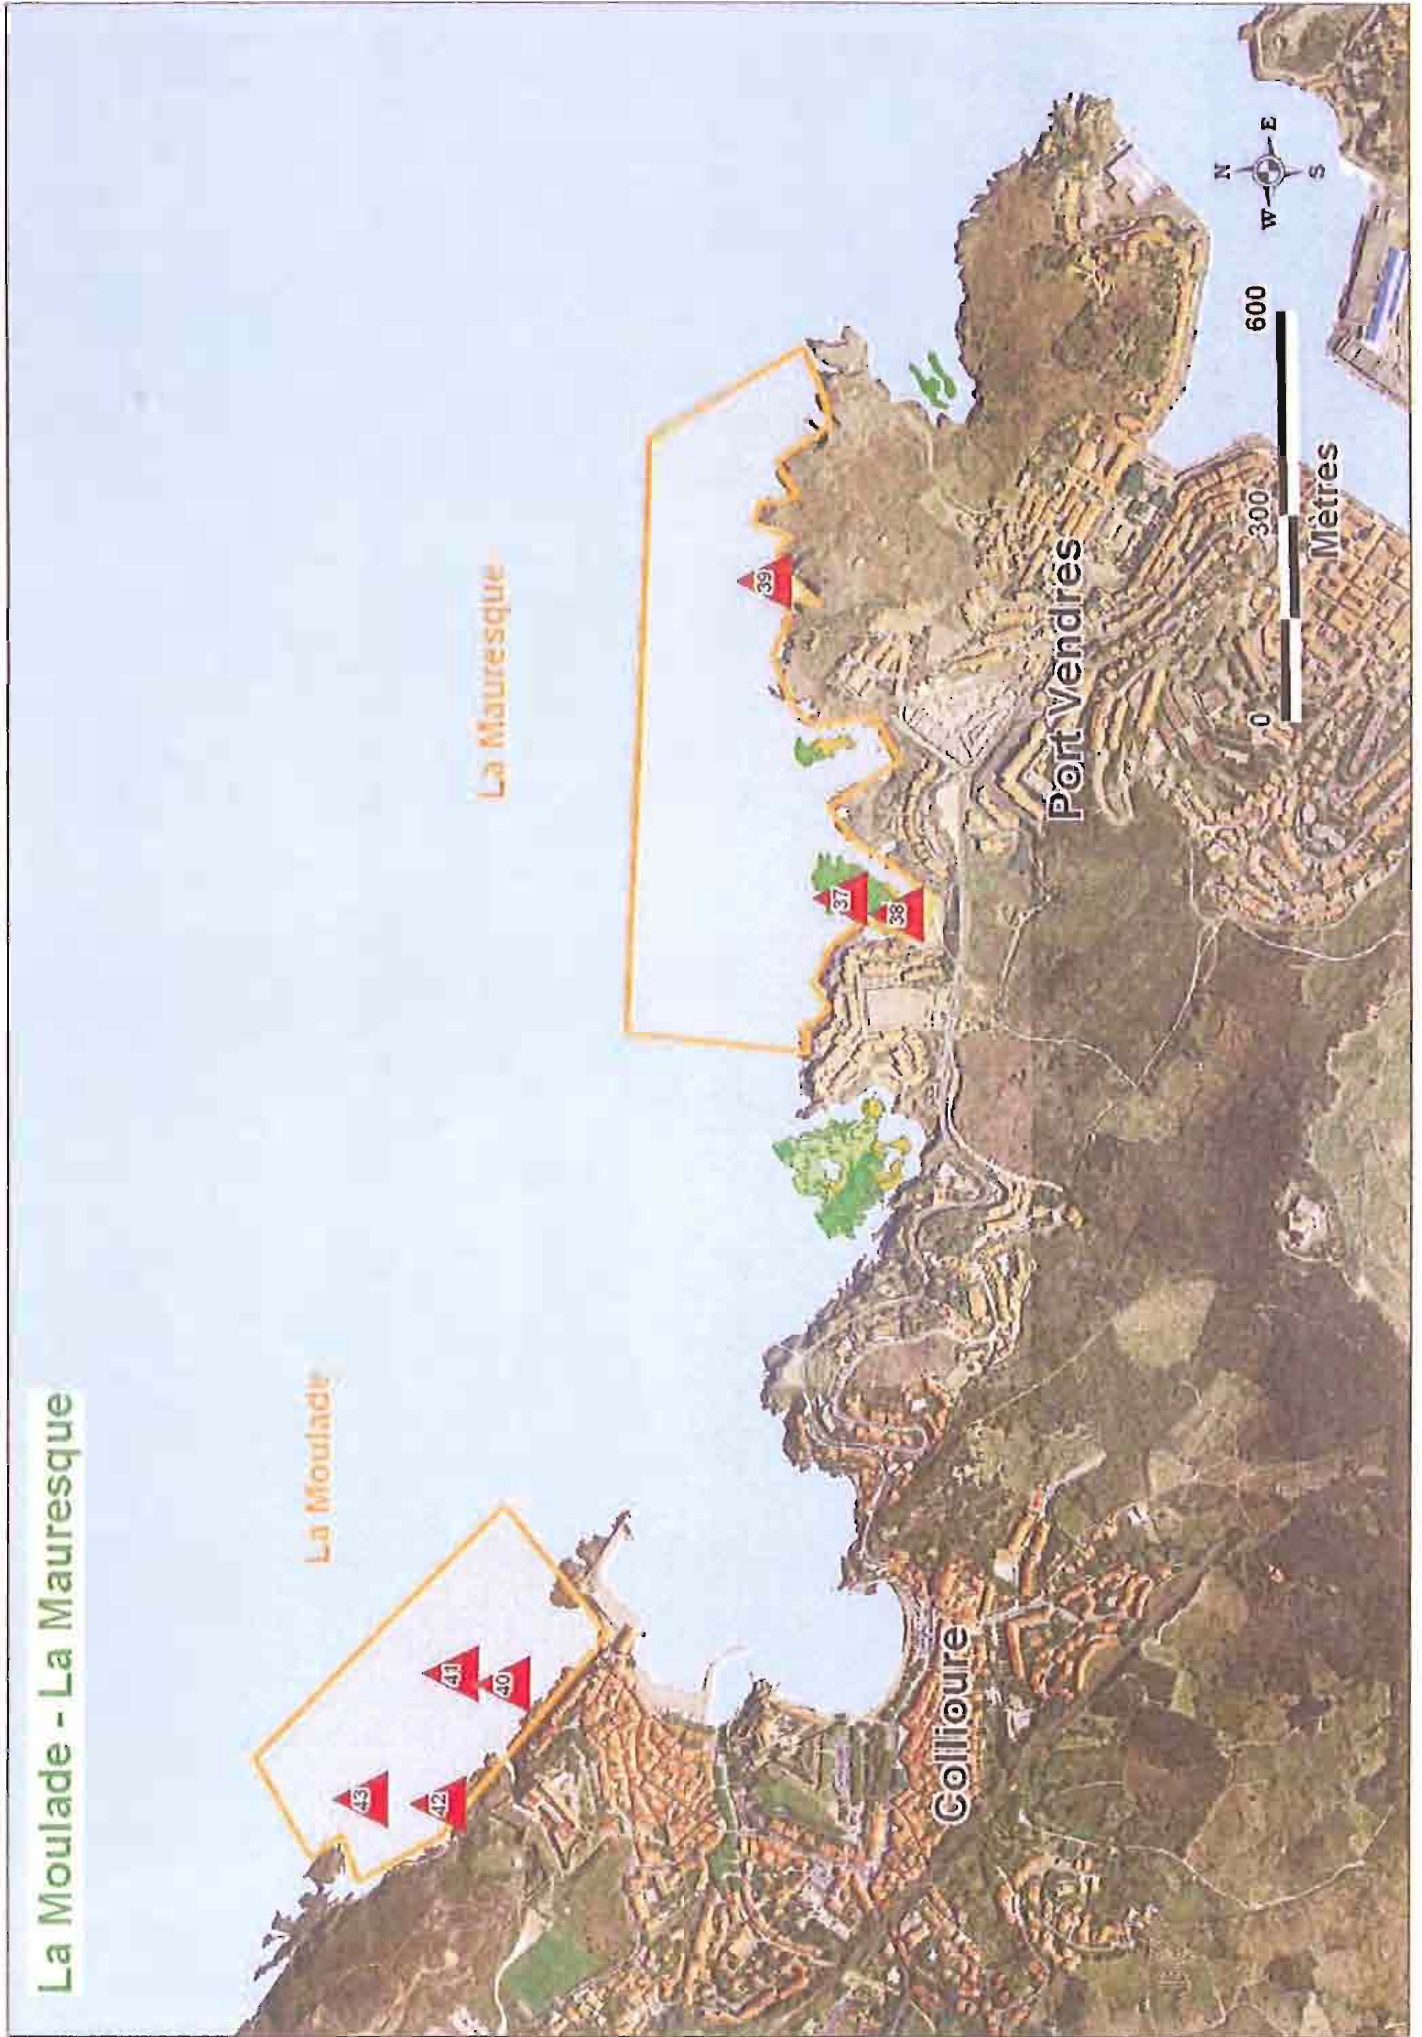 La Moulade - La Mauresque
La Moulade
La Mauresque
43
42
41
40
39
37
38
Collioure
Port Vendres
N
W
E
S
0
300
600
Mètres